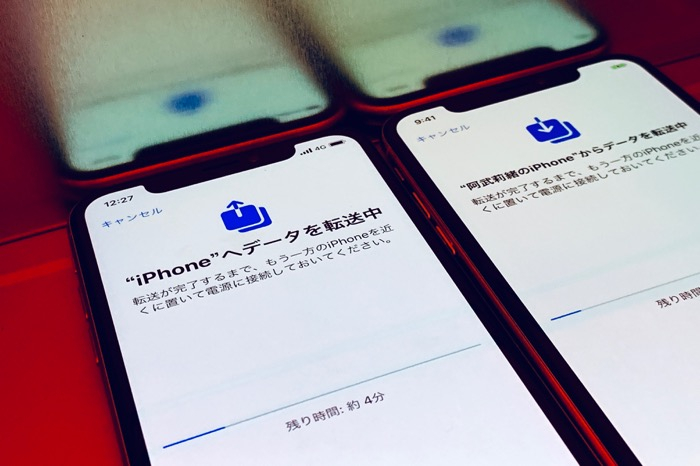 12:27
4G
キャンセル
“iPhone”へデータを転送中
転送が完了するまで、もう一方のiPhoneを近
くに置いて電源に接続しておいてください。
残り時間: 約 4分
9:41
キャンセル
“阿武莉緒のiPhone”からデータを転送中
転送が完了するまで、もう一方のiPhoneを
くに置いて電源に接続しておいてくださ
残り時間